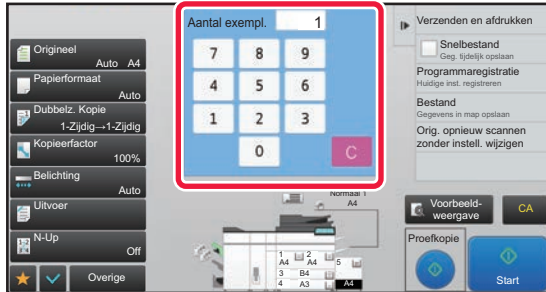 Origineel
Auto A4
Papierformaat
Auto
Dubbelz. Kopie
1-Zijdig→1-Zijdig
Kopieerfactor
100%
Belichting
Auto
Uitvoer
N-Up
Off
Overige
Aantal exempl. 1
7 8 9
4 5 6
1 2 3
0 C
Normaal 1
A4
1 A4
2 A4
3 B4
4 A3
5
A4
Verzenden en afdrukken
Snelbestand
Geg. tijdelijk opslaan
Programmaregistratie
Huidige inst. registreren
Bestand
Gegevens in map opslaan
Orig. opnieuw scannen
zonder instell. wijzigen
Voorbeeld-
weergave
CA
Proefkopie
Start